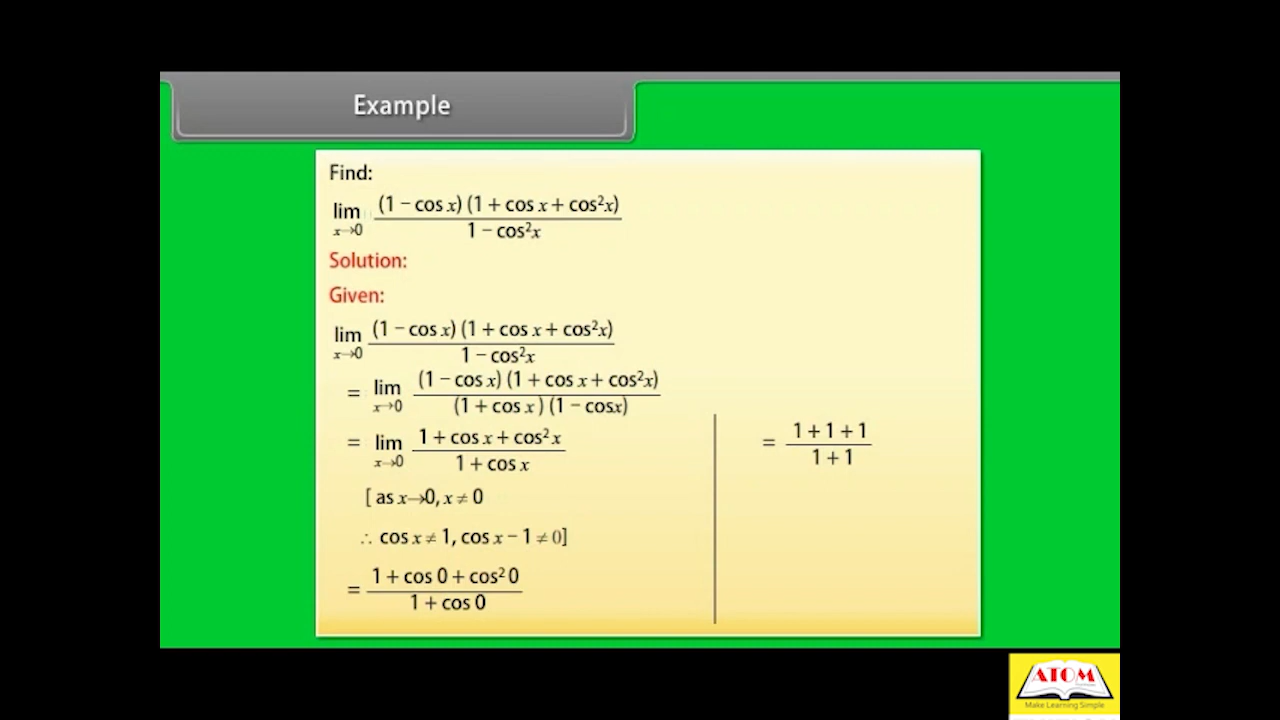 Example
Find:
lim x→0 (1 − cos x) (1 + cos x + cos²x) / 1 − cos²x
Solution:
Given:
lim x→0 (1 − cos x) (1 + cos x + cos²x) / 1 − cos²x
= lim x→0 (1 − cos x) (1 + cos x + cos²x) / (1 + cos x ) (1 − cosx)
= lim x→0 1 + cos x + cos² x / 1 + cos x
[ as x→0, x ≠ 0
∴ cos x ≠ 1, cos x − 1 ≠ 0]
= 1 + cos 0 + cos² 0 / 1 + cos 0
= 1 + 1 + 1 / 1 + 1
ATOM
Make Learning Simple